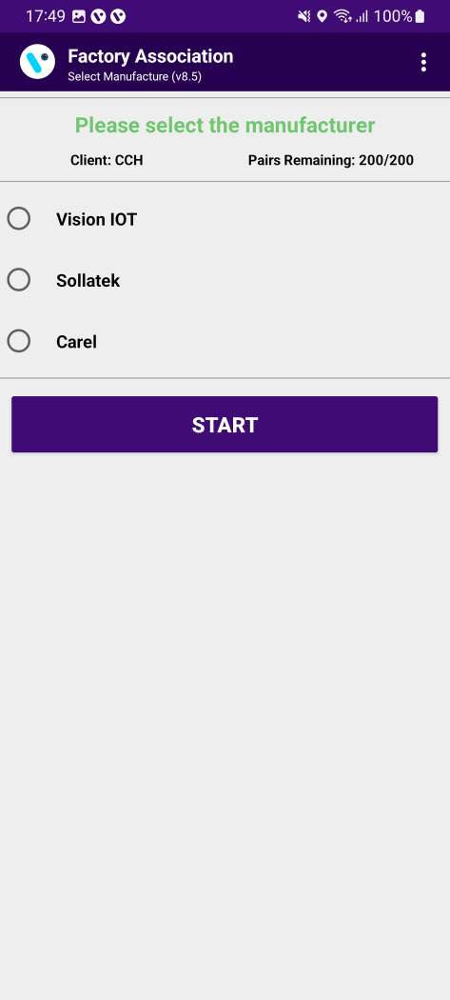 17:49 100%
Factory Association
Select Manufacture (v8.5)
Please select the manufacturer
Client: CCH Pairs Remaining: 200/200
Vision IOT
Sollatek
Carel
START